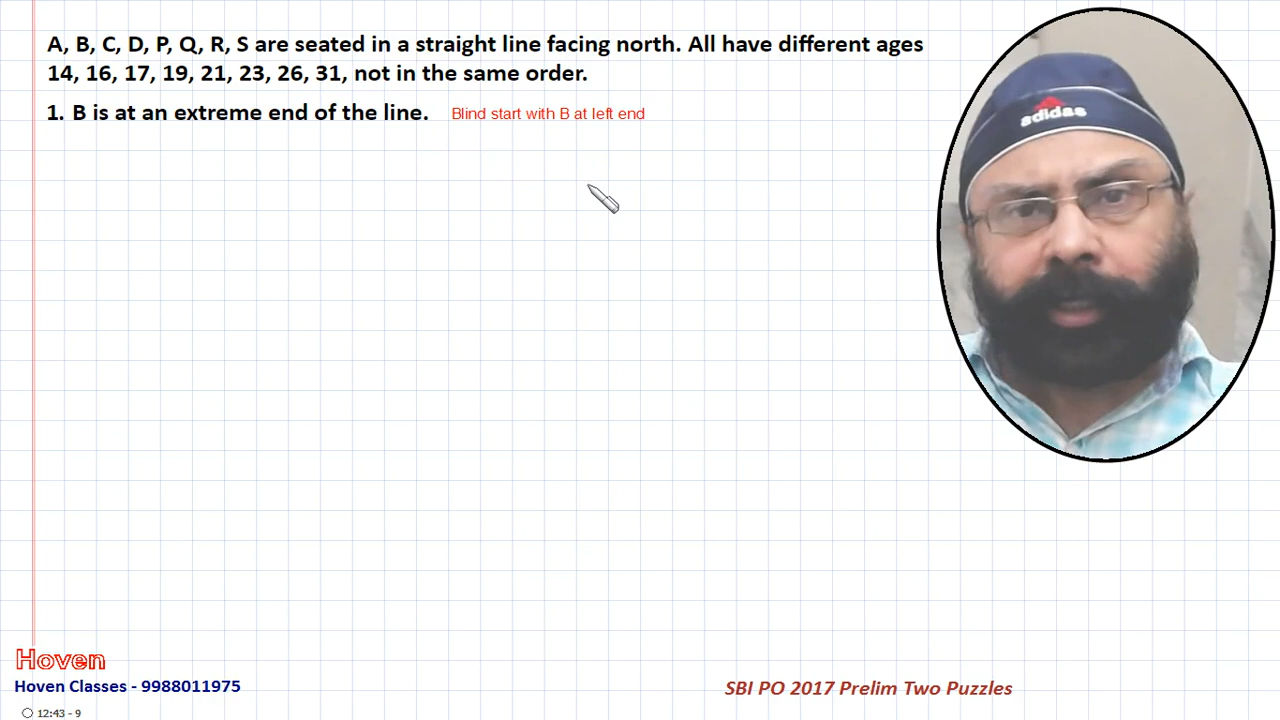 A, B, C, D, P, Q, R, S are seated in a straight line facing north. All have different ages
14, 16, 17, 19, 21, 23, 26, 31, not in the same order.
1. B is at an extreme end of the line. Blind start with B at left end
adidas
Hoven
Hoven Classes - 9988011975
SBI PO 2017 Prelim Two Puzzles
12:43 - 9